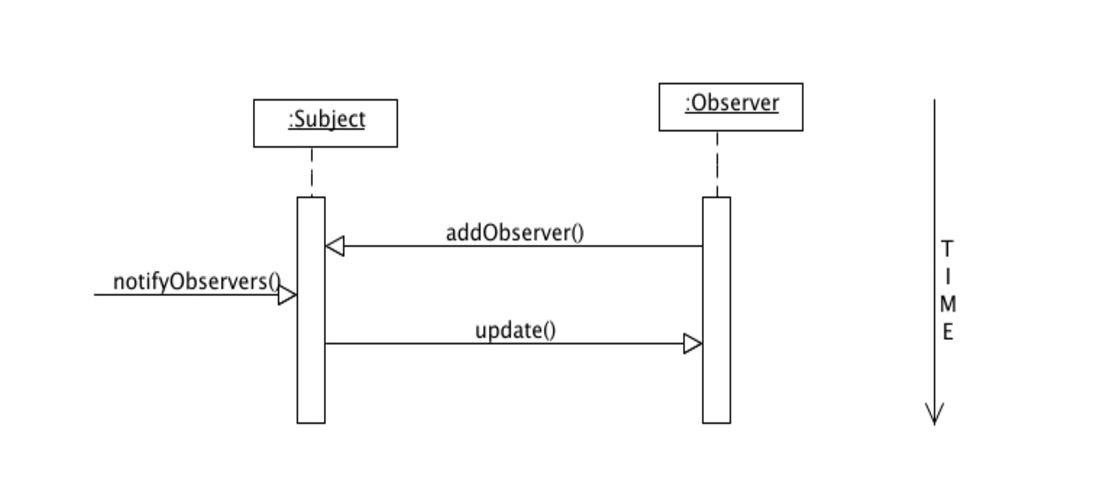 :Subject
:Observer
addObserver()
notifyObservers()
update()
T
I
M
E